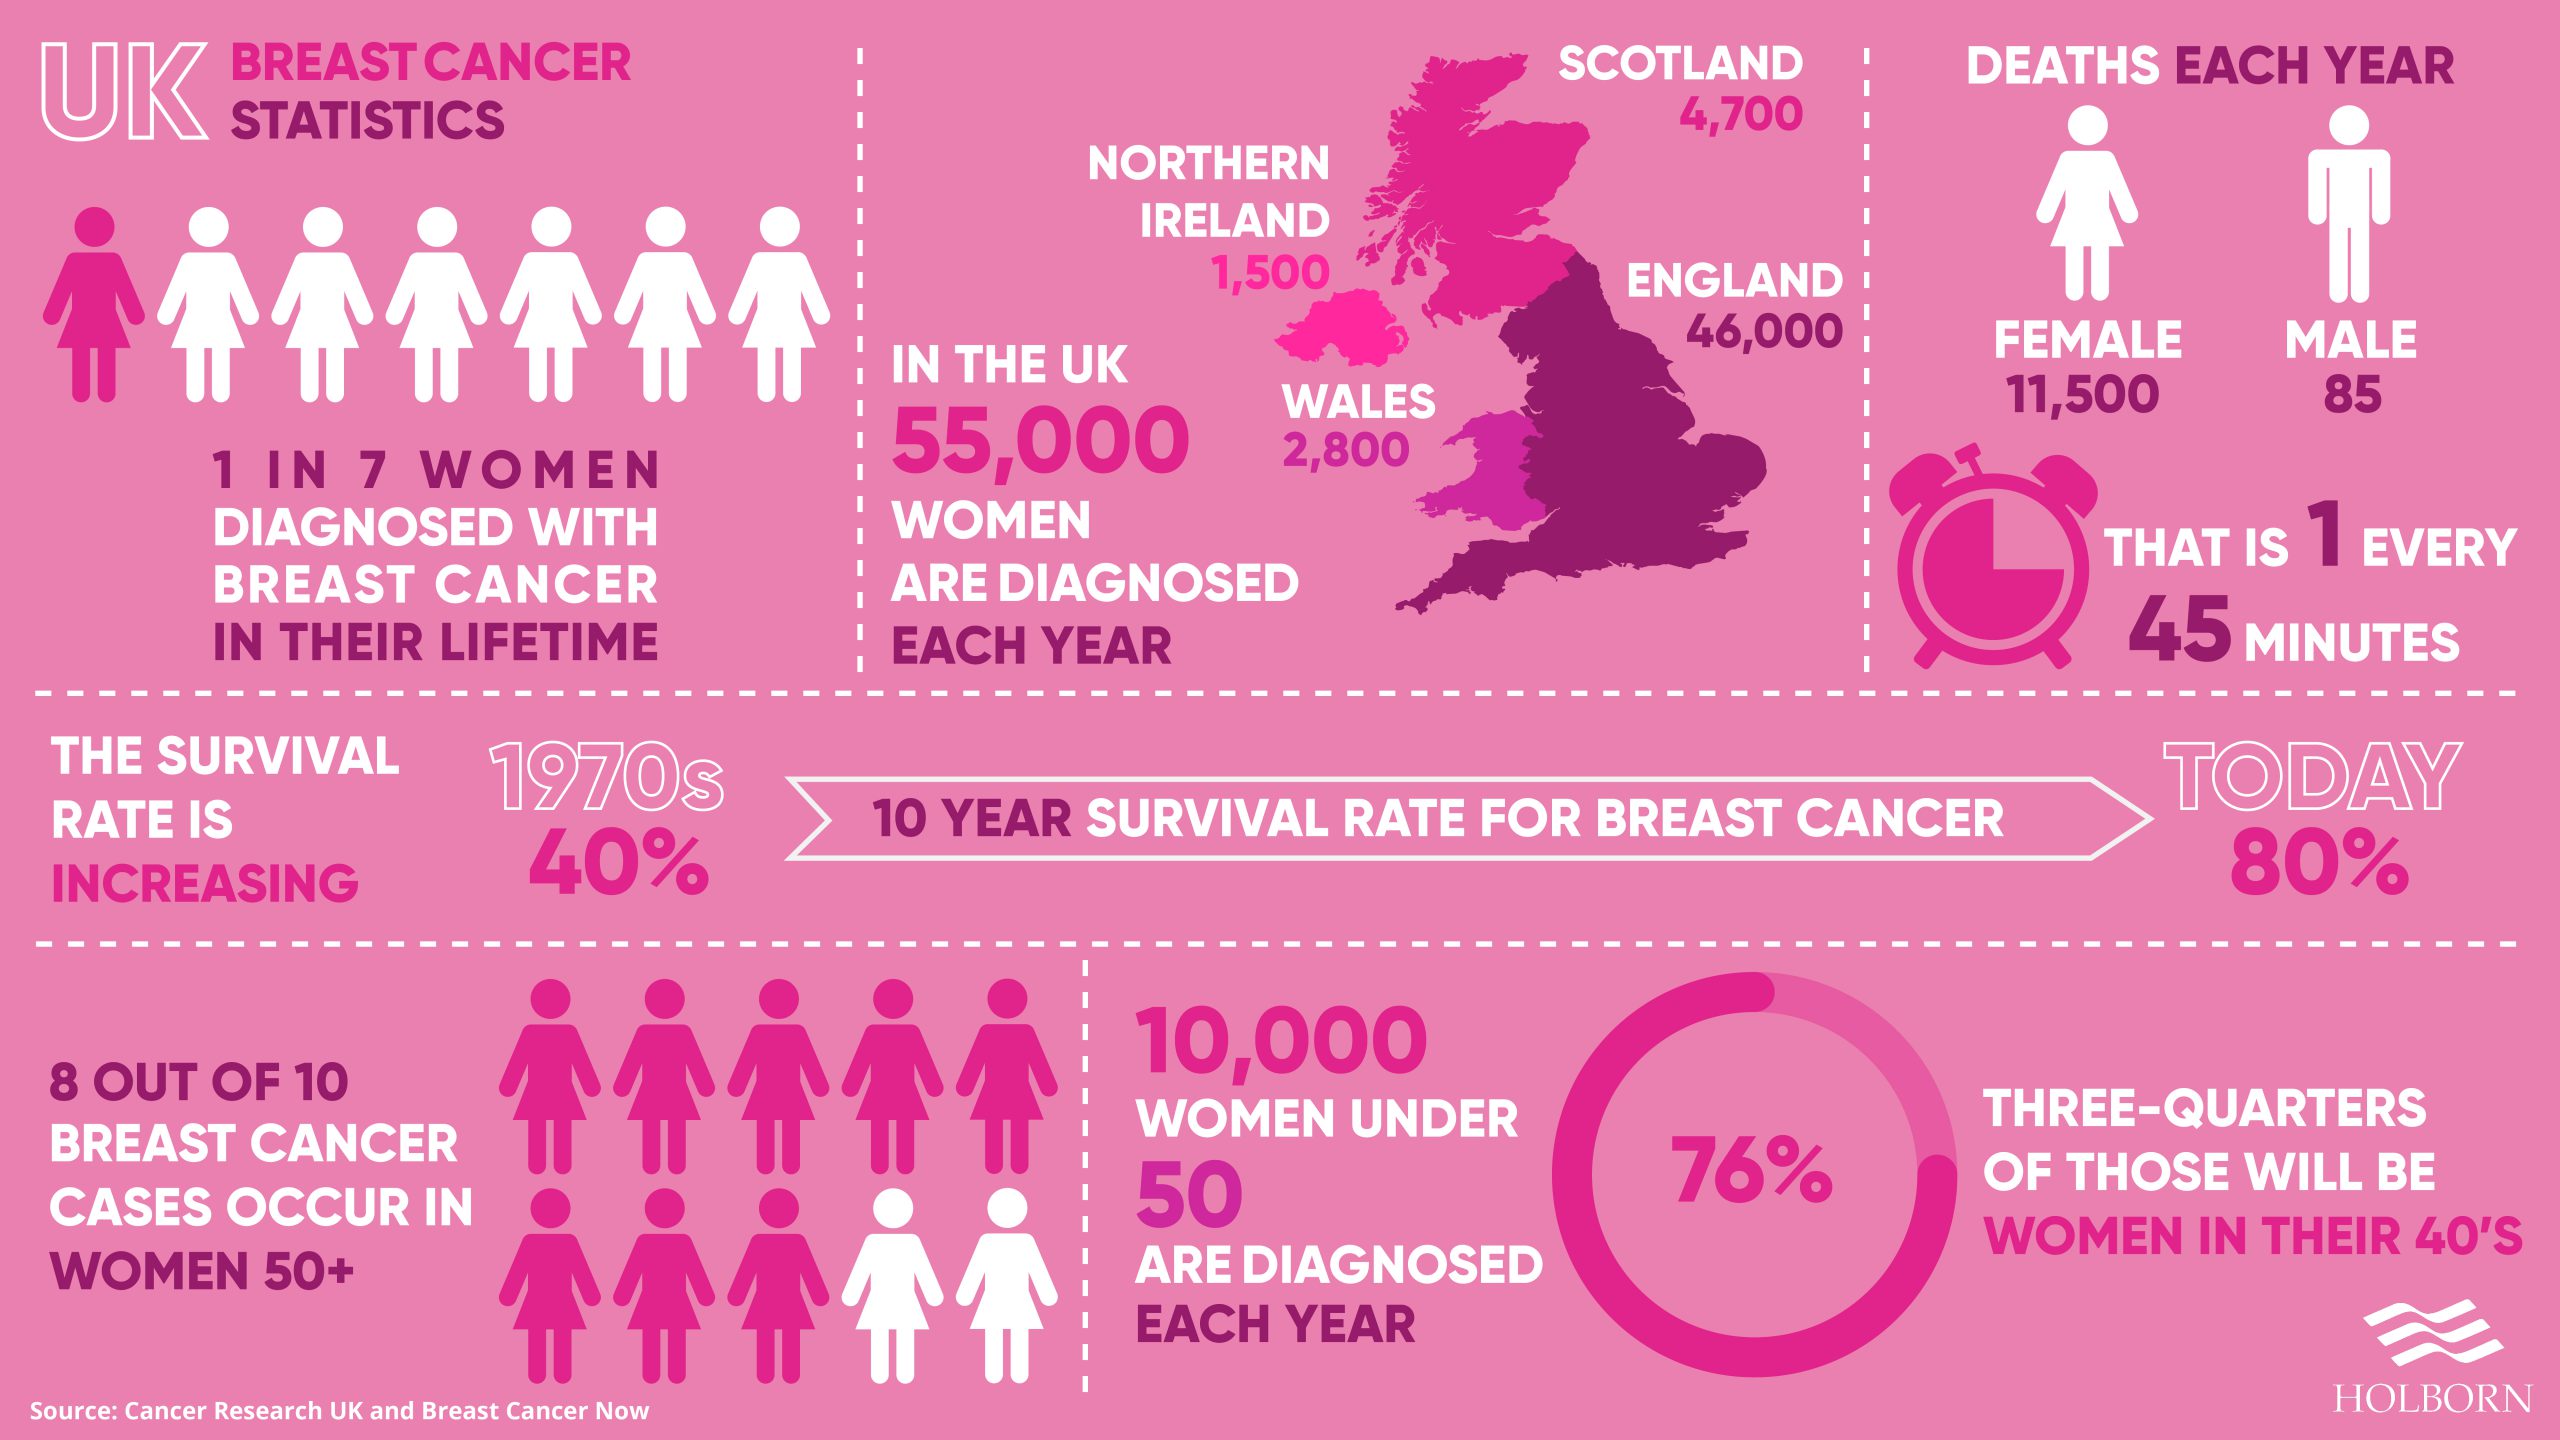 UK BREAST CANCER
STATISTICS
1 IN 7 WOMEN
DIAGNOSED WITH
BREAST CANCER
IN THEIR LIFETIME
IN THE UK
55,000
WOMEN
ARE DIAGNOSED
EACH YEAR
SCOTLAND
4,700
NORTHERN
IRELAND
1,500
ENGLAND
46,000
WALES
2,800
DEATHS EACH YEAR
FEMALE
11,500
MALE
85
THAT IS 1 EVERY
45 MINUTES
THE SURVIVAL
RATE IS
INCREASING
1970s
40%
10 YEAR SURVIVAL RATE FOR BREAST CANCER
TODAY
80%
8 OUT OF 10
BREAST CANCER
CASES OCCUR IN
WOMEN 50+
10,000
WOMEN UNDER
50
ARE DIAGNOSED
EACH YEAR
76%
THREE-QUARTERS
OF THOSE WILL BE
WOMEN IN THEIR 40'S
Source: Cancer Research UK and Breast Cancer Now
HOLBORN